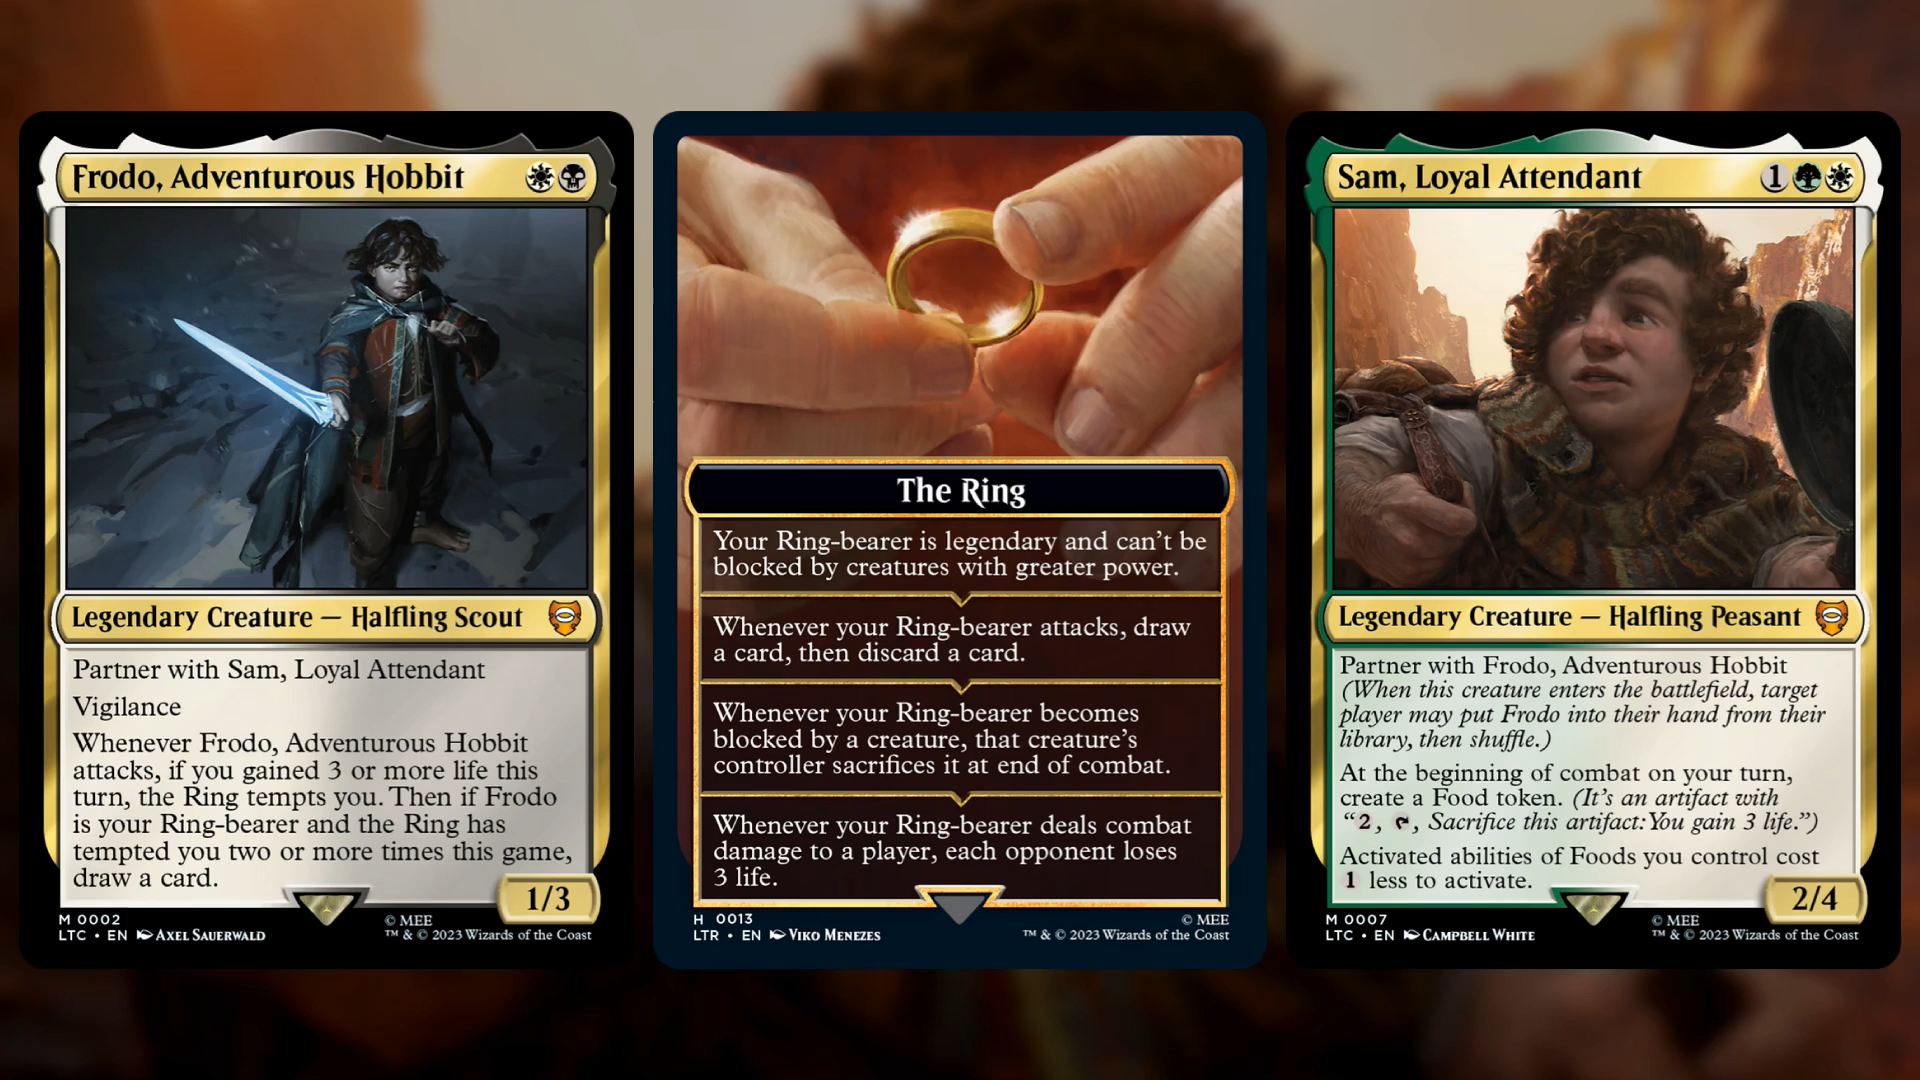 Frodo, Adventurous Hobbit
Legendary Creature — Halfling Scout
Partner with Sam, Loyal Attendant
Vigilance
Whenever Frodo, Adventurous Hobbit
attacks, if you gained 3 or more life this
turn, the Ring tempts you. Then if Frodo
is your Ring-bearer and the Ring has
tempted you two or more times this game,
draw a card.
1/3
M 0002
LTC • EN AXEL SAUERWALD
© MEE
™ & © 2023 Wizards of the Coast
The Ring
Your Ring-bearer is legendary and can't be
blocked by creatures with greater power.
Whenever your Ring-bearer attacks, draw
a card, then discard a card.
Whenever your Ring-bearer becomes
blocked by a creature, that creature's
controller sacrifices it at end of combat.
Whenever your Ring-bearer deals combat
damage to a player, each opponent loses
3 life.
H 0013
LTR • EN VIKO MENEZES
© MEE
™ & © 2023 Wizards of the Coast
Sam, Loyal Attendant 1
Legendary Creature — Halfling Peasant
Partner with Frodo, Adventurous Hobbit
(When this creature enters the battlefield, target
player may put Frodo into their hand from their
library, then shuffle.)
At the beginning of combat on your turn,
create a Food token. (It's an artifact with
"2, , Sacrifice this artifact: You gain 3 life.")
Activated abilities of Foods you control cost
1 less to activate.
2/4
M 0007
LTC • EN CAMPBELL WHITE
© MEE
™ & © 2023 Wizards of the Coast